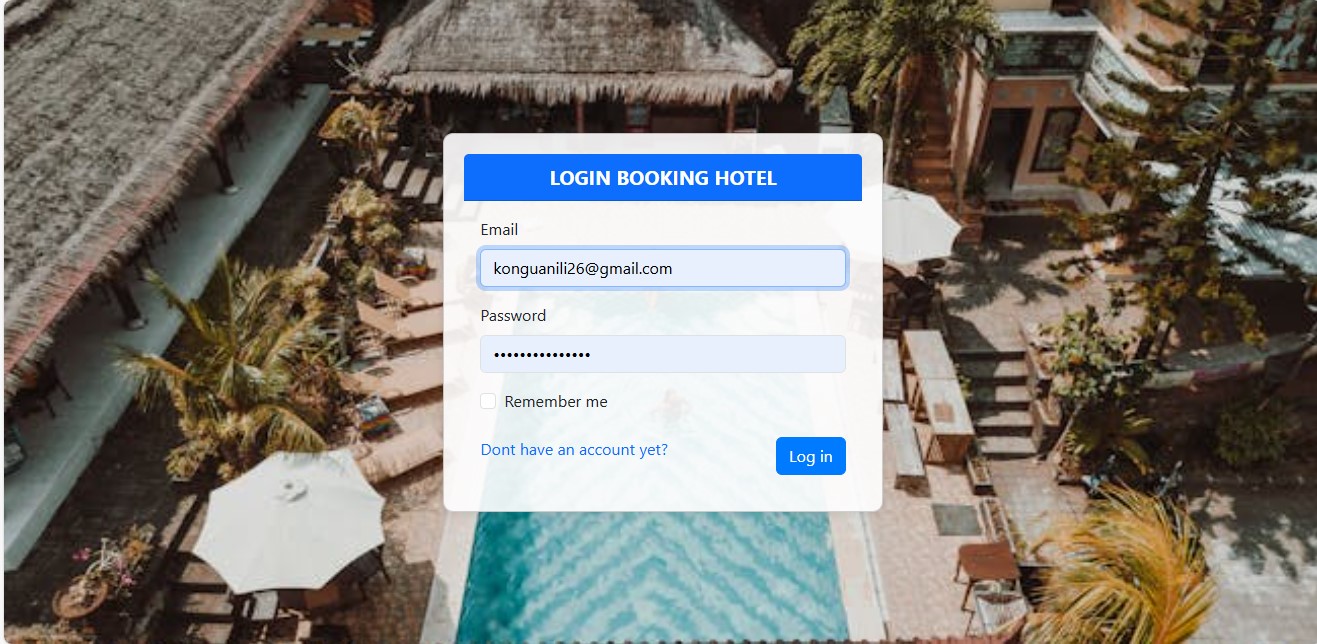 LOGIN BOOKING HOTEL
Email
konguanili26@gmail.com
Password
•••••••••••••••
Remember me
Dont have an account yet?
Log in